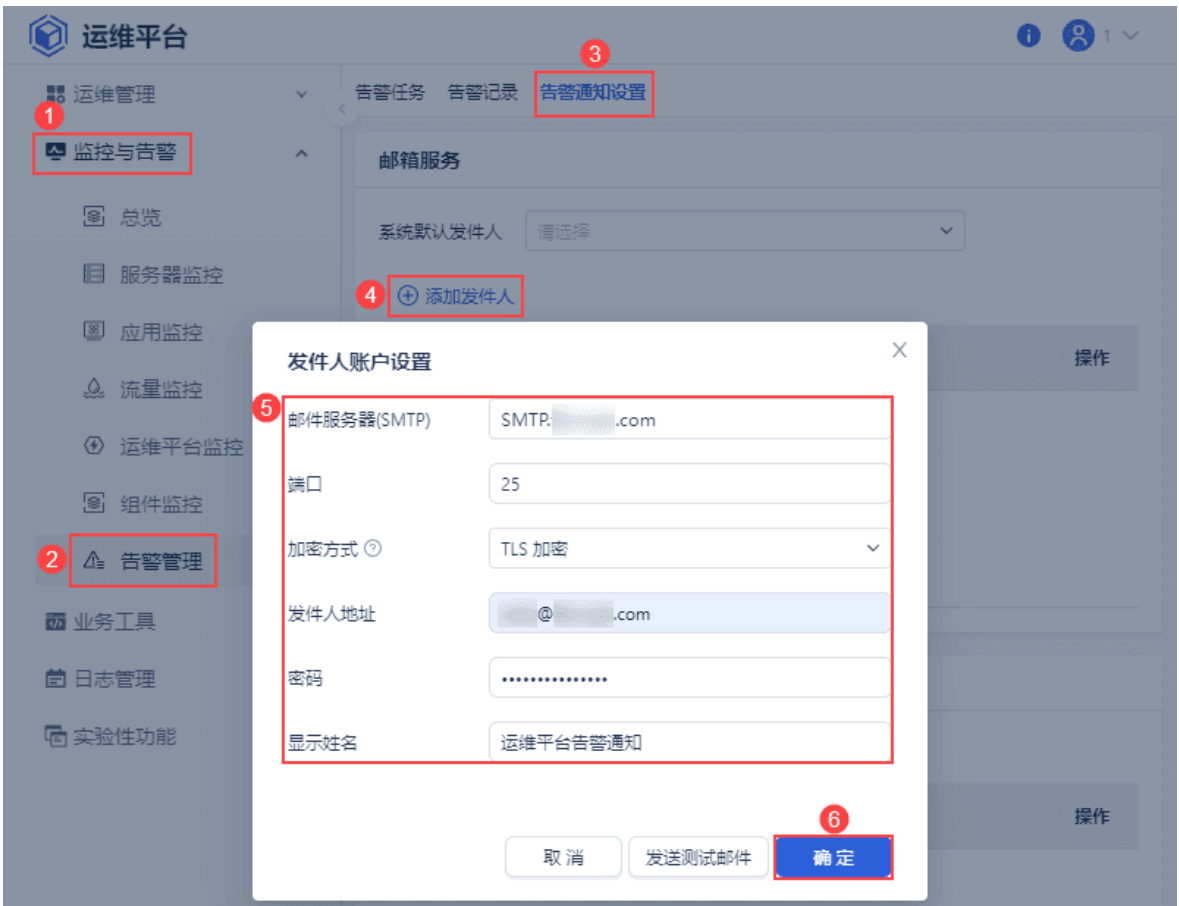 运维平台
1
3
运维管理
告警任务 告警记录 告警通知设置
1
监控与告警
邮箱服务
总览
系统默认发件人 请选择
服务器监控
4 添加发件人
应用监控
操作
发件人账户设置
流量监控
5 邮件服务器(SMTP) SMTP. .com
运维平台监控
端口 25
组件监控
加密方式 TLS 加密
2 告警管理
发件人地址 @ .com
业务工具
密码 •••••••••••••••
日志管理
显示姓名 运维平台告警通知
实验性功能
6
操作
取消 发送测试邮件 确定